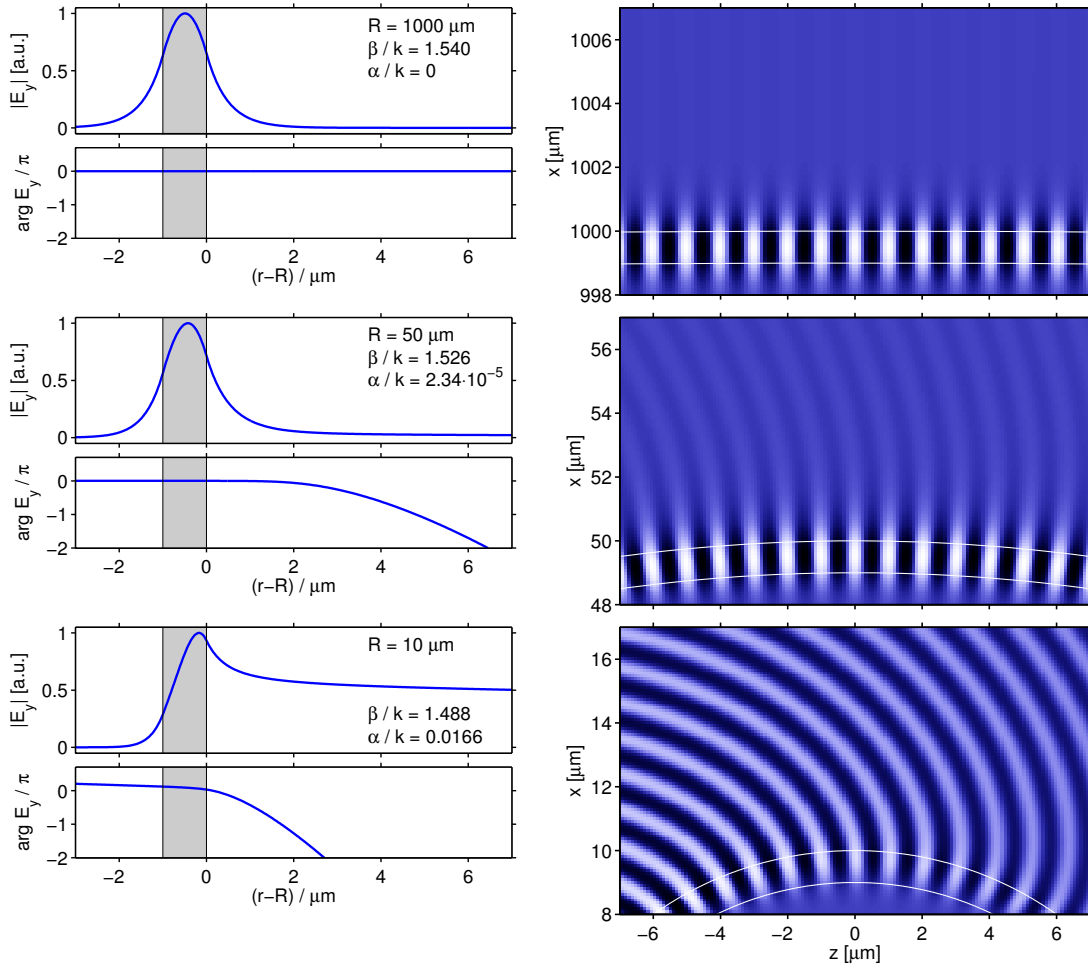 |E_y| [a.u.]
1
0.5
0
R = 1000 μm
β / k = 1.540
α / k = 0
arg E_y / π
0
−1
−2
−2 0 2 4 6
(r−R) / μm
x [μm]
1006
1004
1002
1000
998
|E_y| [a.u.]
1
0.5
0
R = 50 μm
β / k = 1.526
α / k = 2.34·10^−5
arg E_y / π
0
−1
−2
−2 0 2 4 6
(r−R) / μm
x [μm]
56
54
52
50
48
|E_y| [a.u.]
1
0.5
0
R = 10 μm
β / k = 1.488
α / k = 0.0166
arg E_y / π
0
−1
−2
−2 0 2 4 6
(r−R) / μm
x [μm]
16
14
12
10
8
−6 −4 −2 0 2 4 6
z [μm]